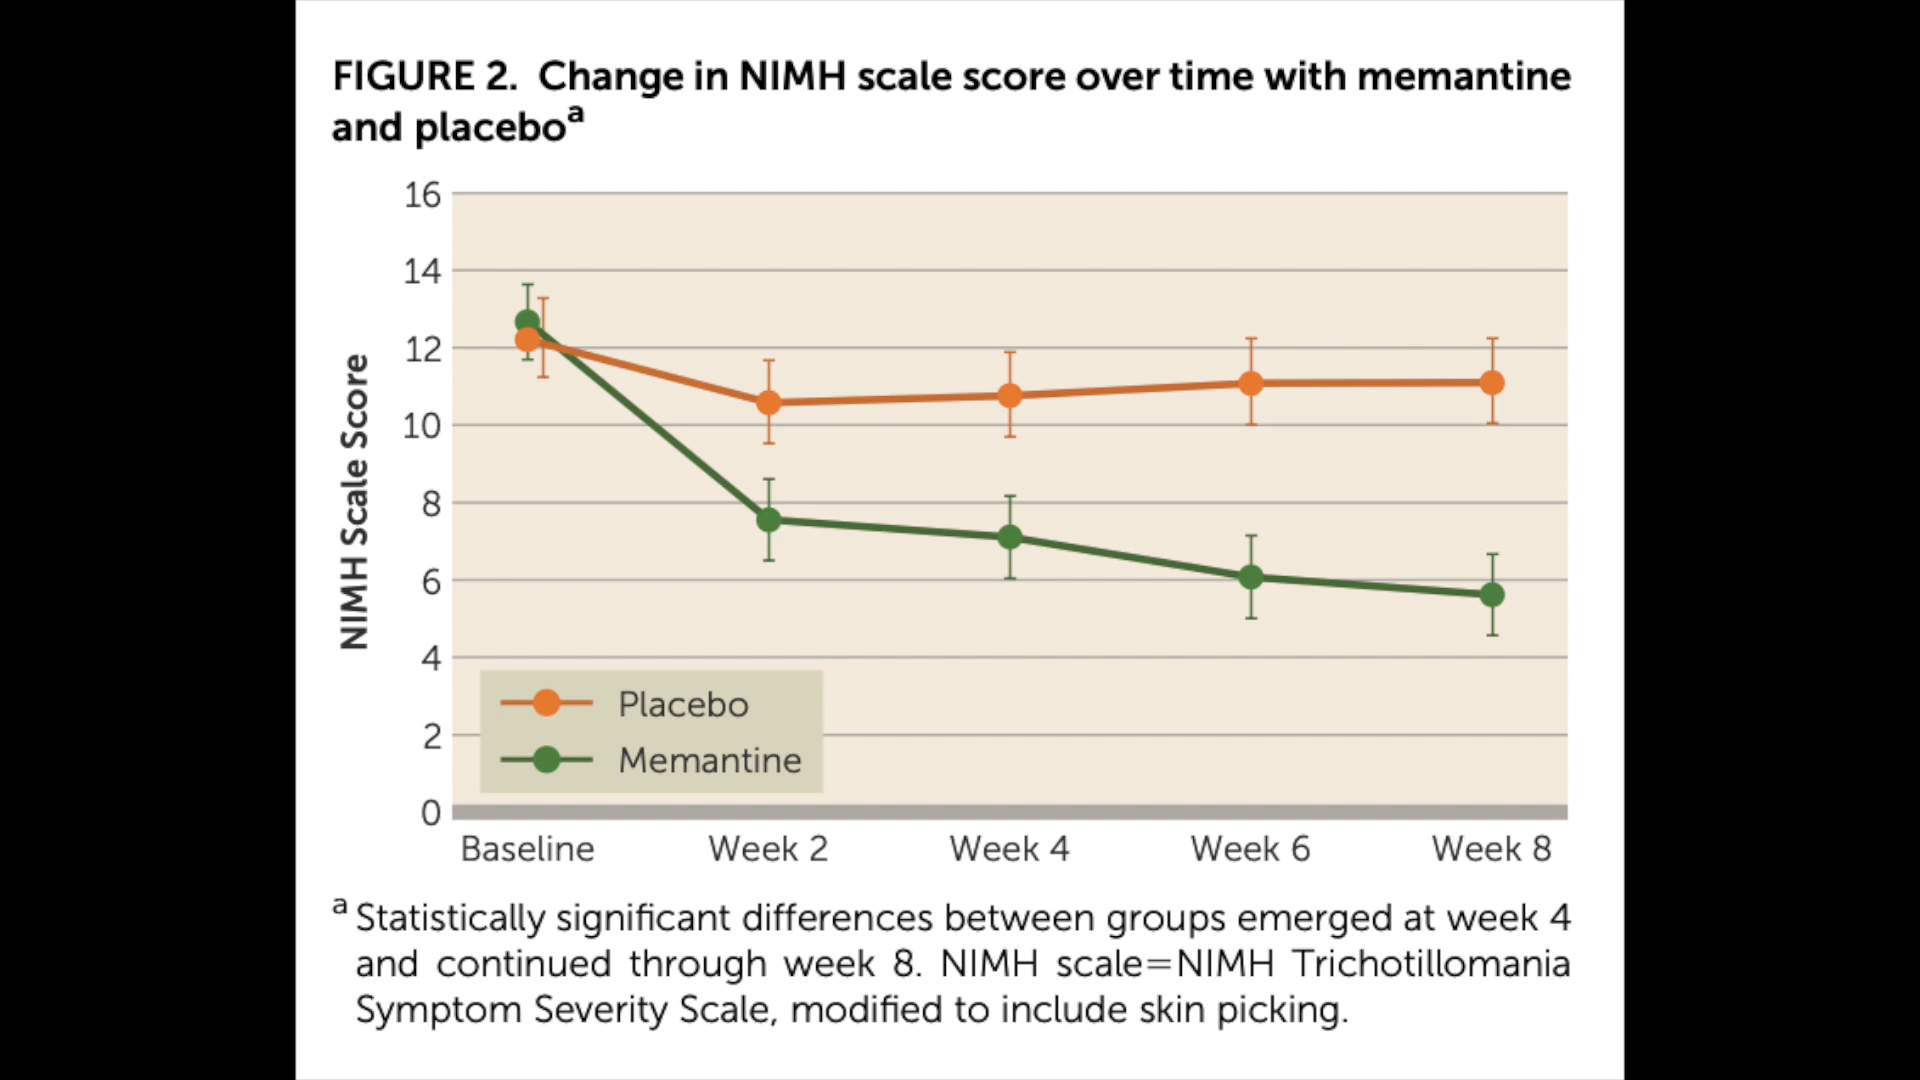 FIGURE 2. Change in NIMH scale score over time with memantine
and placeboᵃ
16
14
12
10
8
6
4
2
0
NIMH Scale Score
Placebo
Memantine
Baseline Week 2 Week 4 Week 6 Week 8
ᵃ Statistically significant differences between groups emerged at week 4
and continued through week 8. NIMH scale=NIMH Trichotillomania
Symptom Severity Scale, modified to include skin picking.